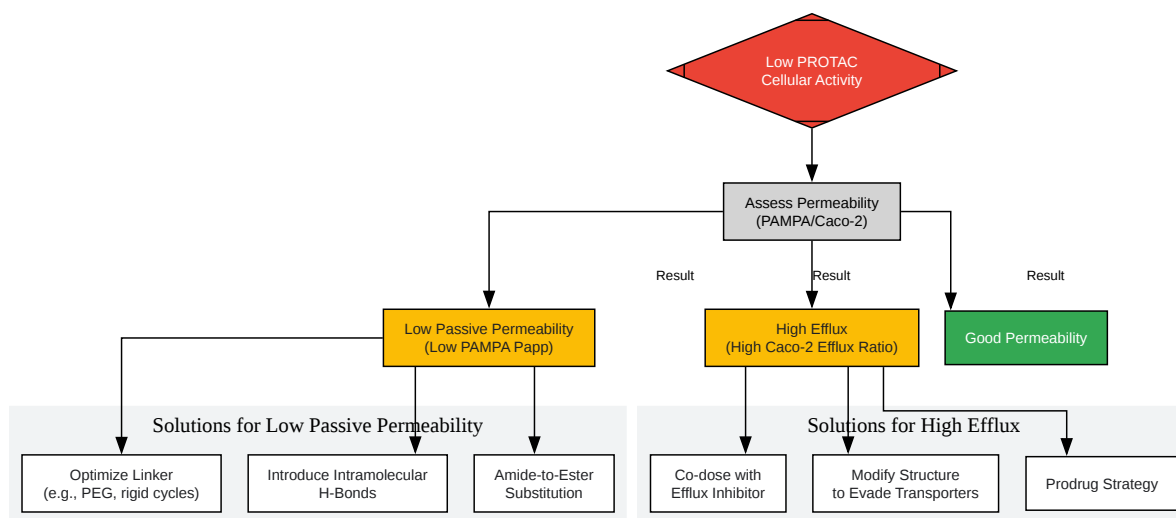 Low PROTAC
Cellular Activity
Assess Permeability
(PAMPA/Caco-2)
Result
Result
Result
Low Passive Permeability
(Low PAMPA Papp)
High Efflux
(High Caco-2 Efflux Ratio)
Good Permeability
Solutions for Low Passive Permeability
Solutions for High Efflux
Optimize Linker
(e.g., PEG, rigid cycles)
Introduce Intramolecular
H-Bonds
Amide-to-Ester
Substitution
Co-dose with
Efflux Inhibitor
Modify Structure
to Evade Transporters
Prodrug Strategy